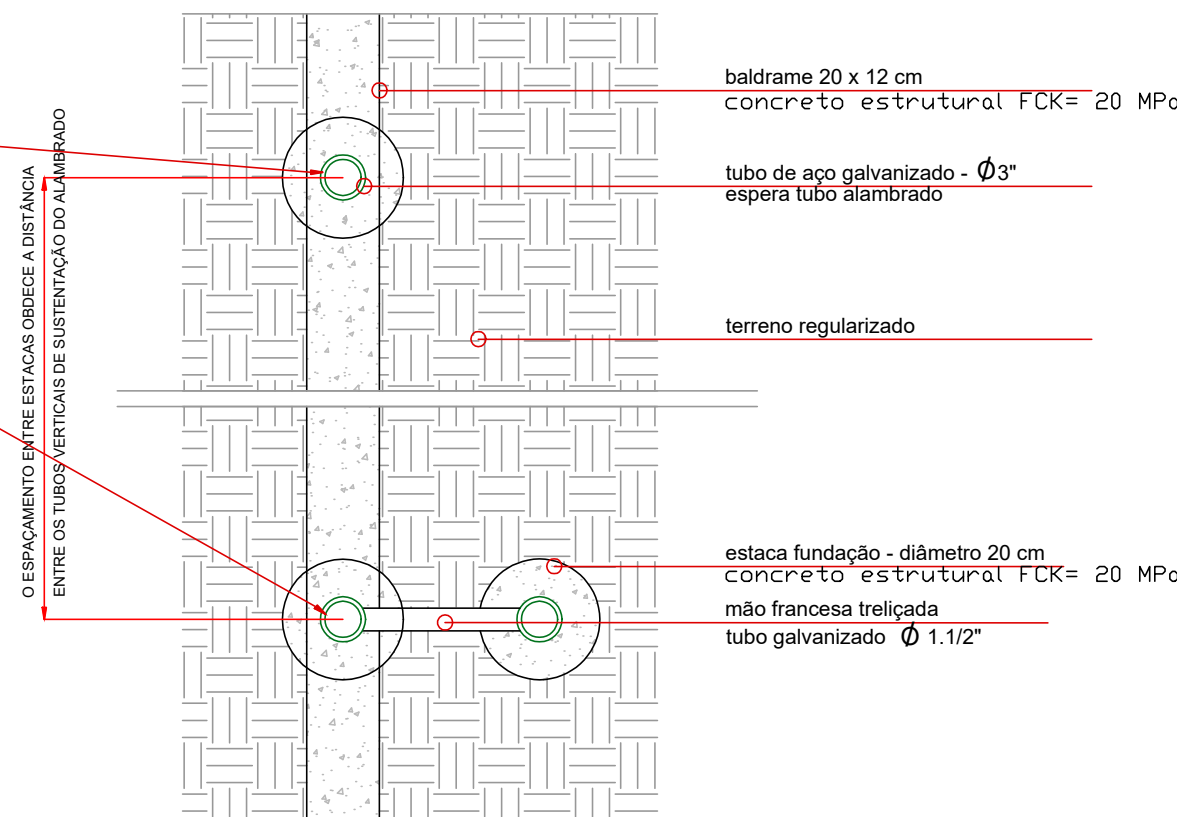 baldrame 20 x 12 cm
concreto estrutural FCK= 20 MPa
tubo de aço galvanizado - Ø3"
espera tubo alambrado
terreno regularizado
O ESPAÇAMENTO ENTRE ESTACAS OBDECE A DISTÂNCIA
ENTRE OS TUBOS VERTICAIS DE SUSTENTAÇÃO DO ALAMBRADO
estaca fundação - diâmetro 20 cm
concreto estrutural FCK= 20 MPa
mão francesa treliçada
tubo galvanizado Ø 1.1/2"